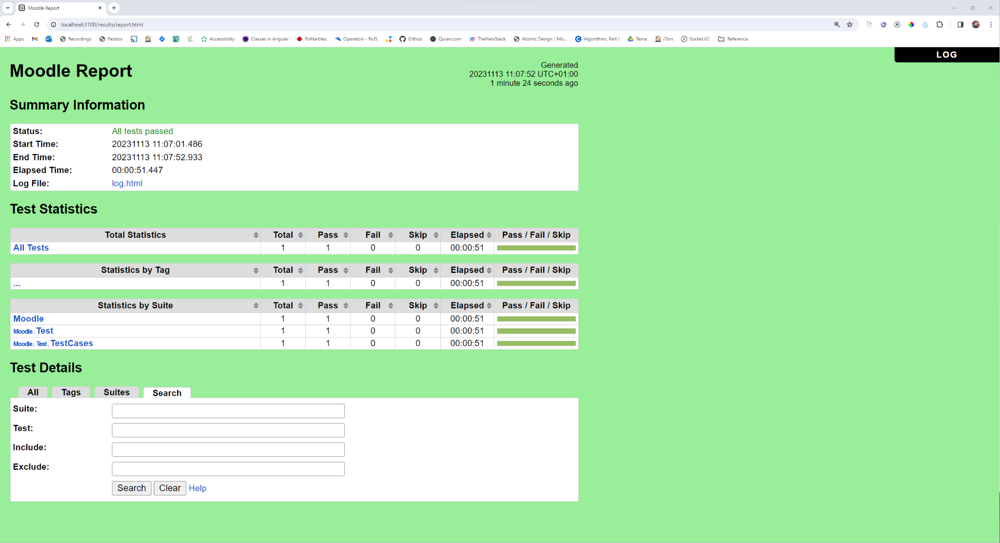 Moodle Report
localhost:3100/results/report.html
Apps Recordings flexbox Accessibility Classes in Angular RxMarbles Operators - RxJS Github Quran.com TheNewStack Atomic Design / Mo... Algorithms, Part I Tema iTorx Socket.IO Referenca
LOG
Moodle Report
Generated
20231113 11:07:52 UTC+01:00
1 minute 24 seconds ago
Summary Information
Status: All tests passed
Start Time: 20231113 11:07:01.486
End Time: 20231113 11:07:52.933
Elapsed Time: 00:00:51.447
Log File: log.html
Test Statistics
Total Statistics Total Pass Fail Skip Elapsed Pass / Fail / Skip
All Tests 1 1 0 0 00:00:51
Statistics by Tag Total Pass Fail Skip Elapsed Pass / Fail / Skip
... 1 1 0 0 00:00:51
Statistics by Suite Total Pass Fail Skip Elapsed Pass / Fail / Skip
Moodle 1 1 0 0 00:00:51
Moodle . Test 1 1 0 0 00:00:51
Moodle . Test . TestCases 1 1 0 0 00:00:51
Test Details
All Tags Suites Search
Suite:
Test:
Include:
Exclude:
Search Clear Help